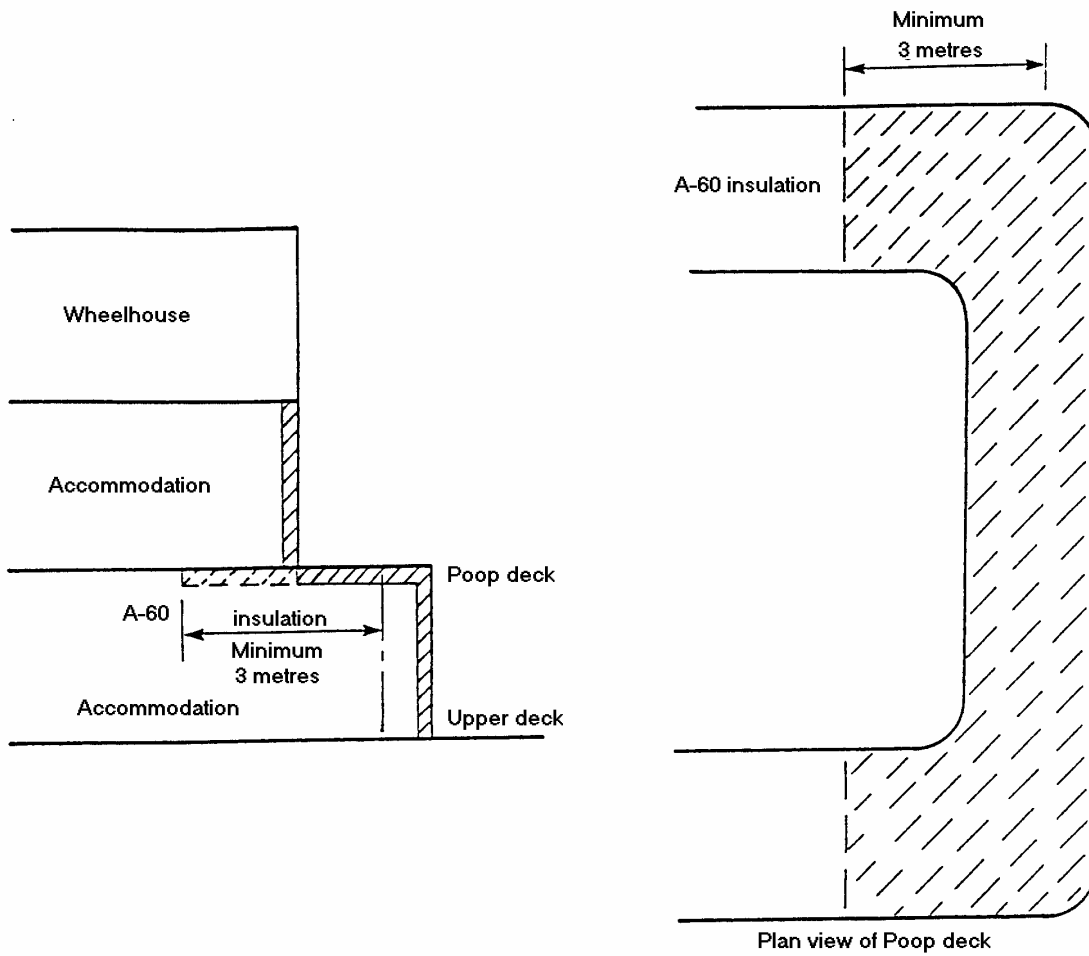 Minimum
3 metres
A-60 insulation
Wheelhouse
Accommodation
Poop deck
A-60
insulation
Minimum
3 metres
Accommodation
Upper deck
Plan view of Poop deck